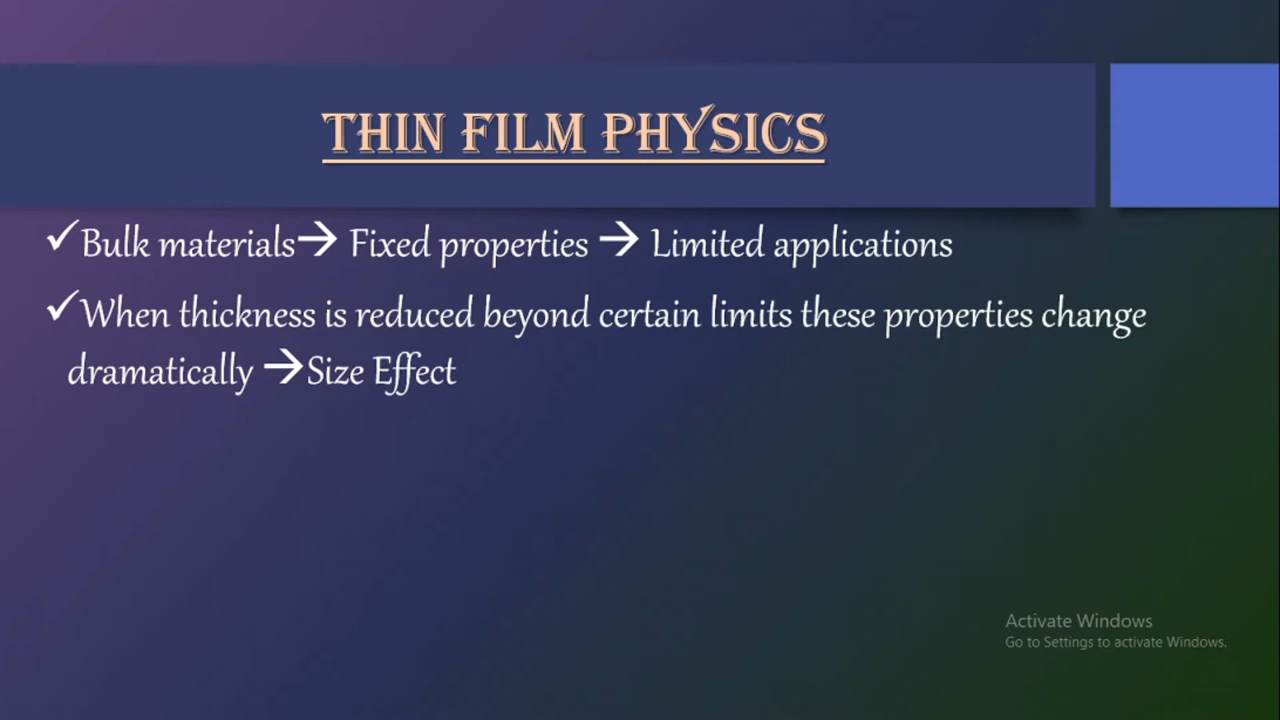 THIN FILM PHYSICS
✓Bulk materials→ Fixed properties → Limited applications
✓When thickness is reduced beyond certain limits these properties change
dramatically →Size Effect
Activate Windows
Go to Settings to activate Windows.